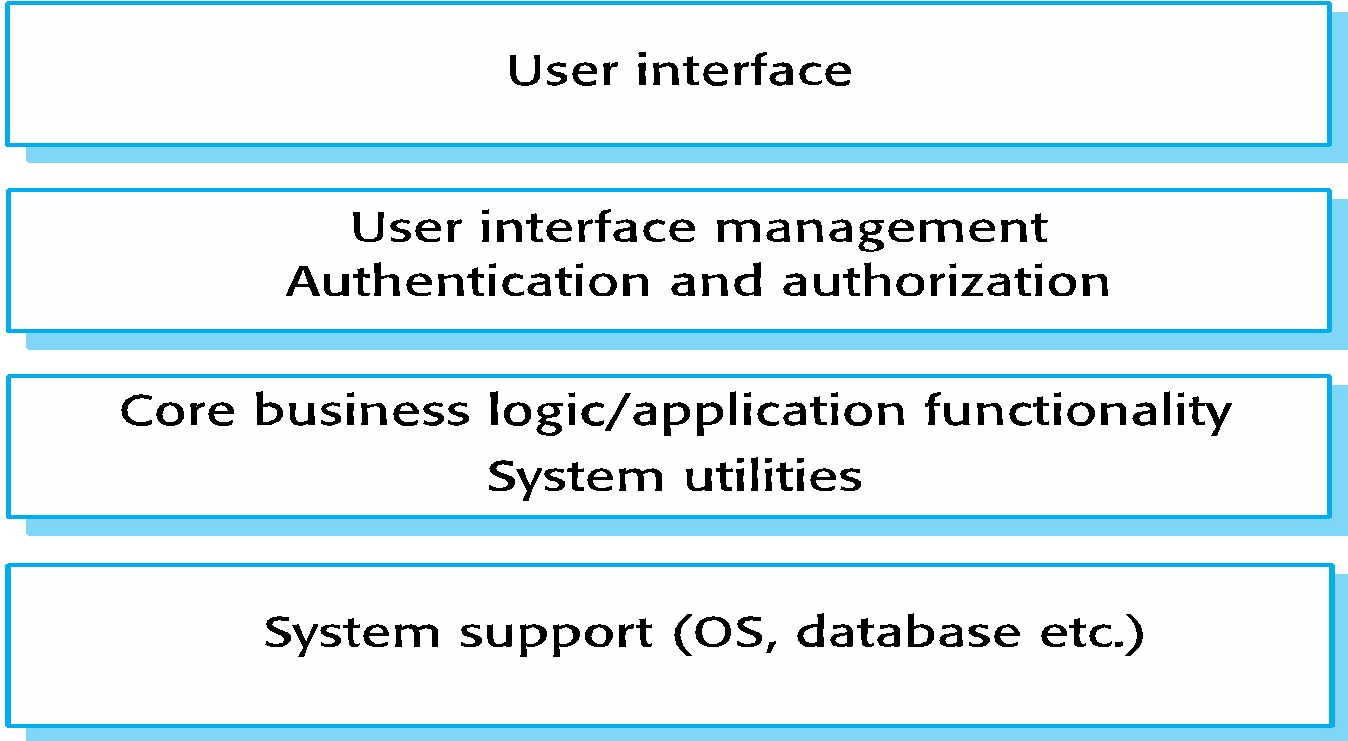 User interface
User interface management
Authentication and authorization
Core business logic/application functionality
System utilities
System support (OS, database etc.)